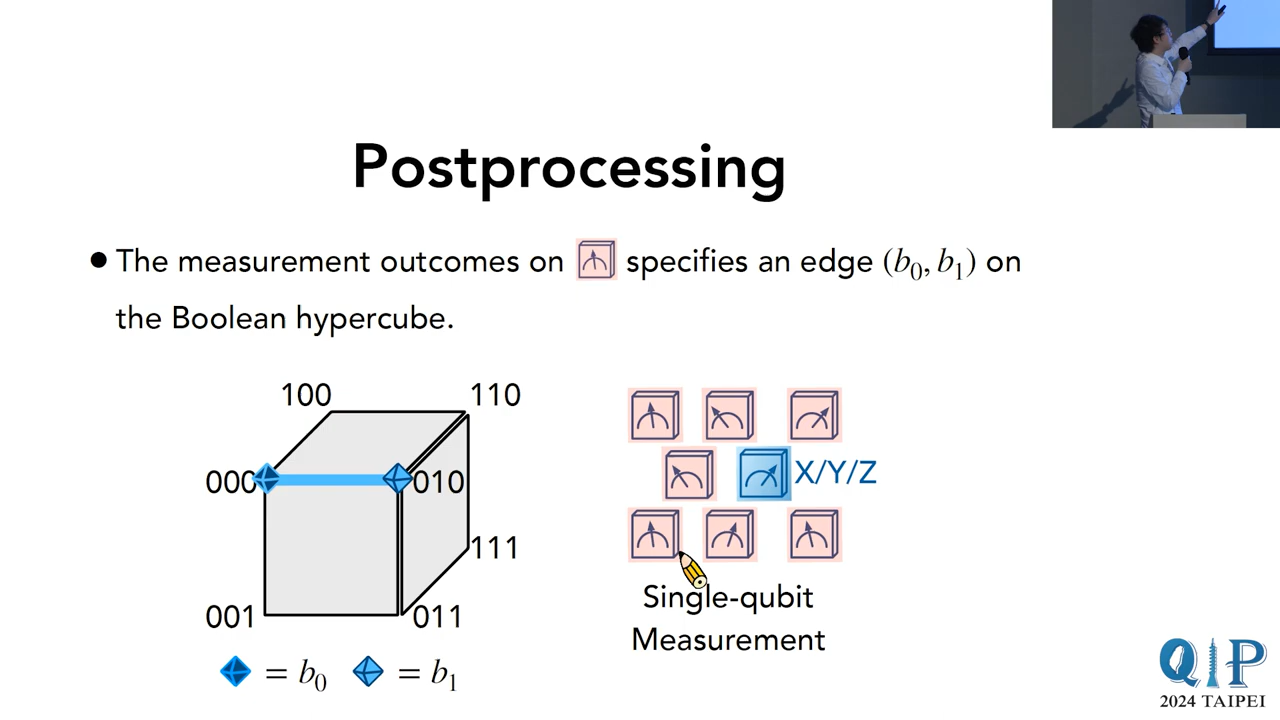 Postprocessing
• The measurement outcomes on specifies an edge (b₀, b₁) on
the Boolean hypercube.
100
110
000
010
X/Y/Z
111
001
011
Single-qubit
Measurement
= b₀ = b₁
QIP
2024 TAIPEI